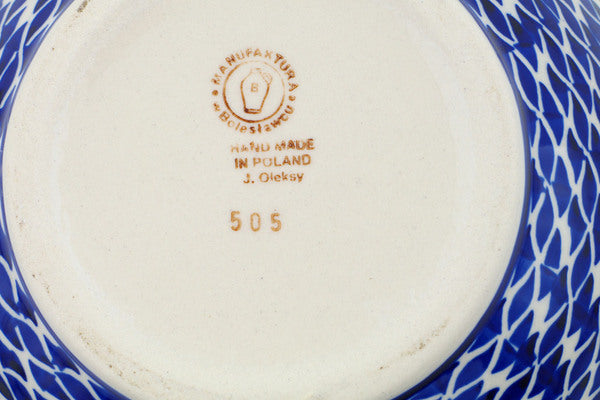 MANUFAKTURA
w Bolesławcu
B
HAND MADE
IN POLAND
J. Oleksy
505